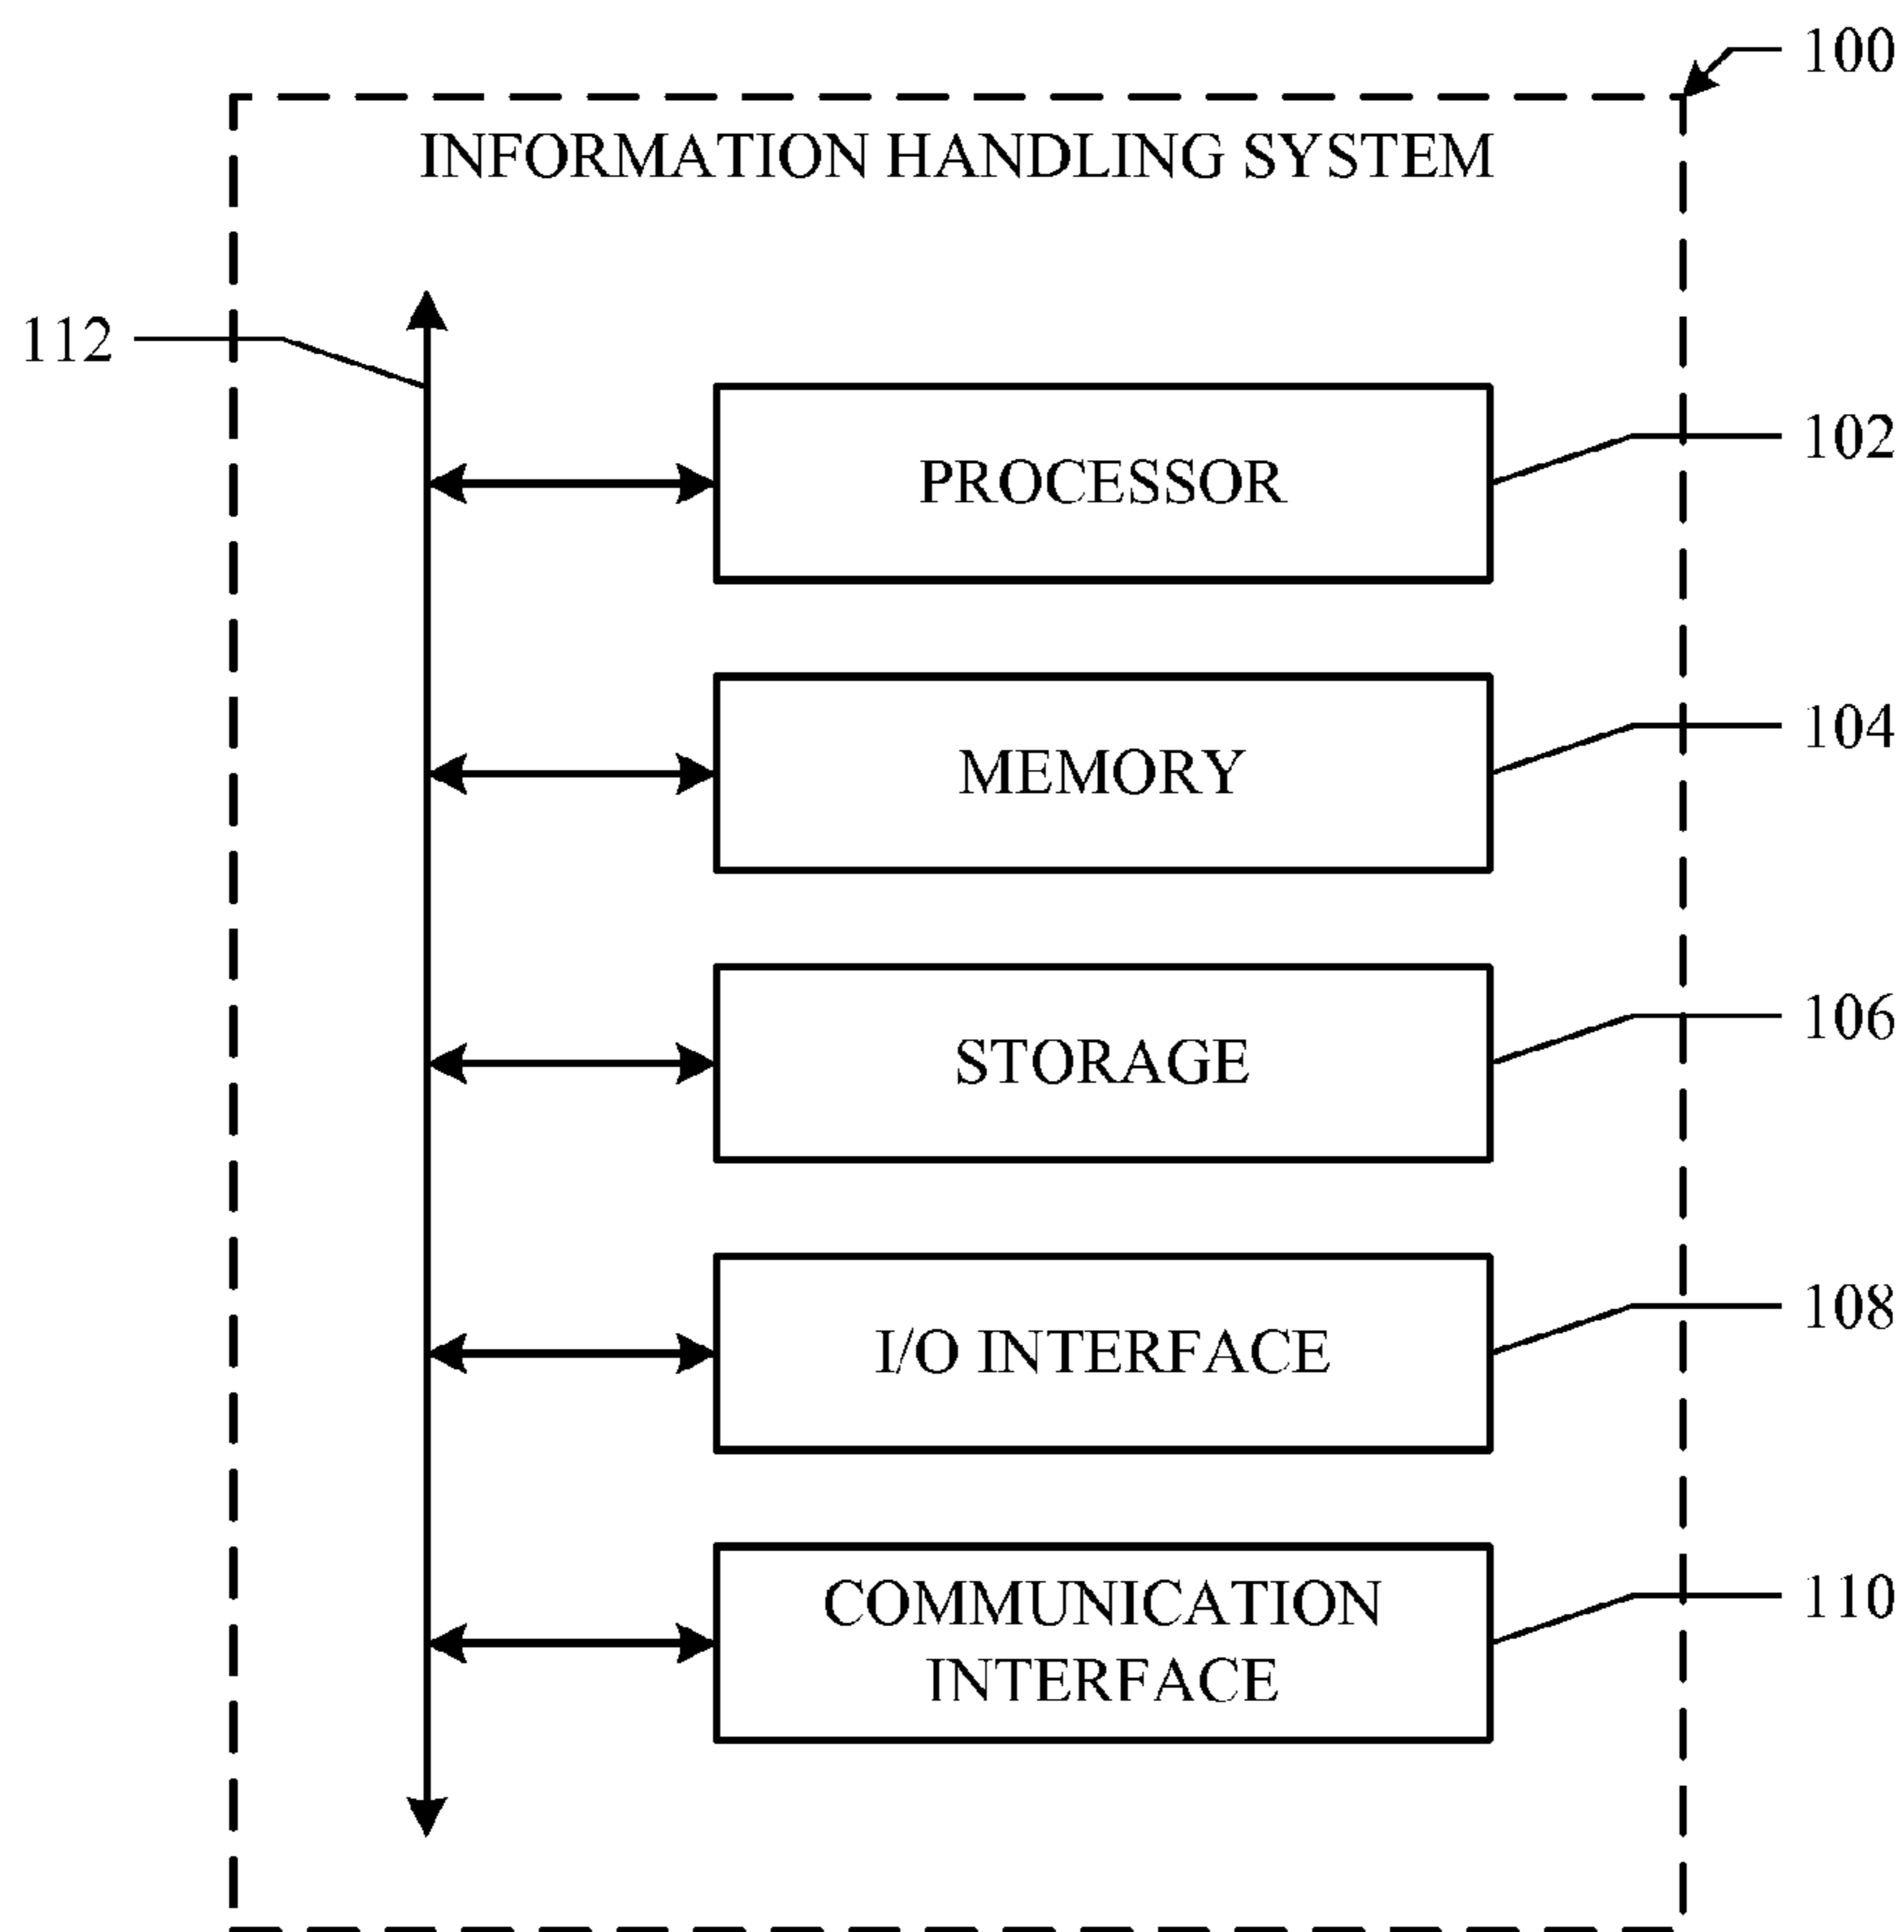 100
INFORMATION HANDLING SYSTEM
112
102
PROCESSOR
104
MEMORY
106
STORAGE
108
I/O INTERFACE
110
COMMUNICATION
INTERFACE